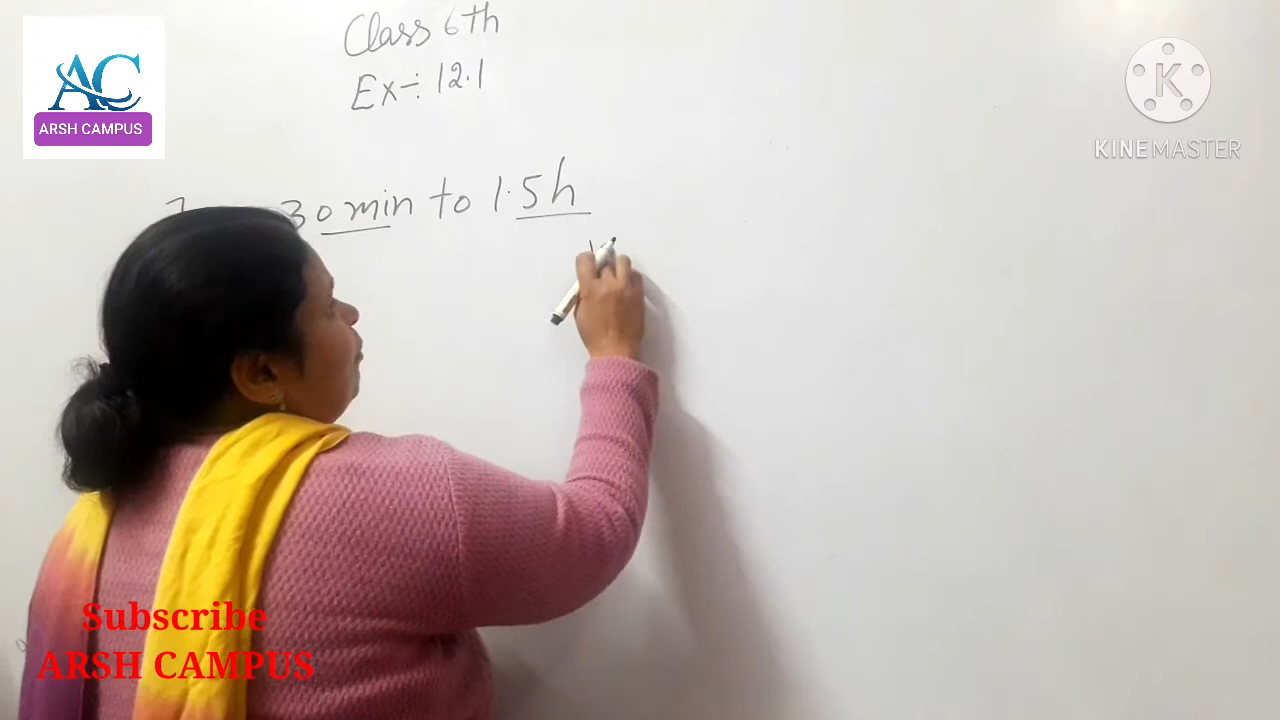 Class 6th
Ex÷ 12.1
30 min to 1.5h
AC
ARSH CAMPUS
K
KINEMASTER
Subscribe
ARSH CAMPUS